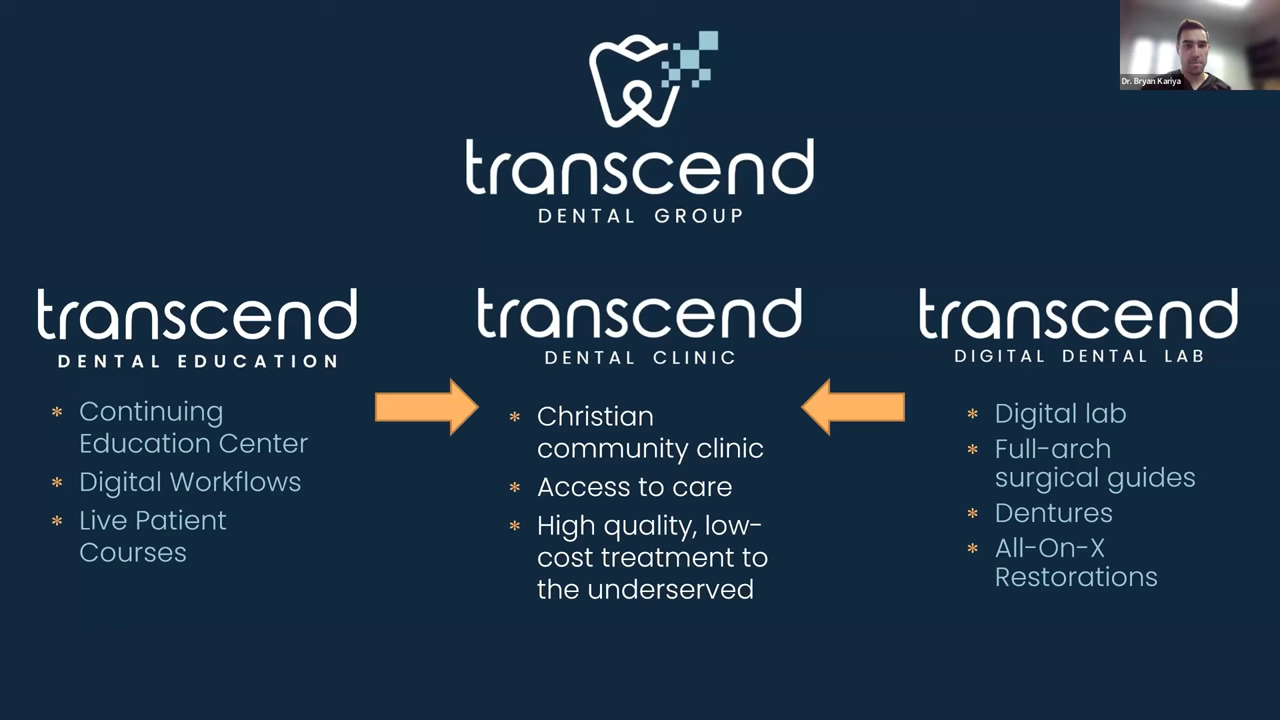 Dr. Bryan Kariya
transcend
DENTAL GROUP
transcend
DENTAL EDUCATION
* Continuing
Education Center
* Digital Workflows
* Live Patient
Courses
transcend
DENTAL CLINIC
* Christian
community clinic
* Access to care
* High quality, low-
cost treatment to
the underserved
transcend
DIGITAL DENTAL LAB
* Digital lab
* Full-arch
surgical guides
* Dentures
* All-On-X
Restorations